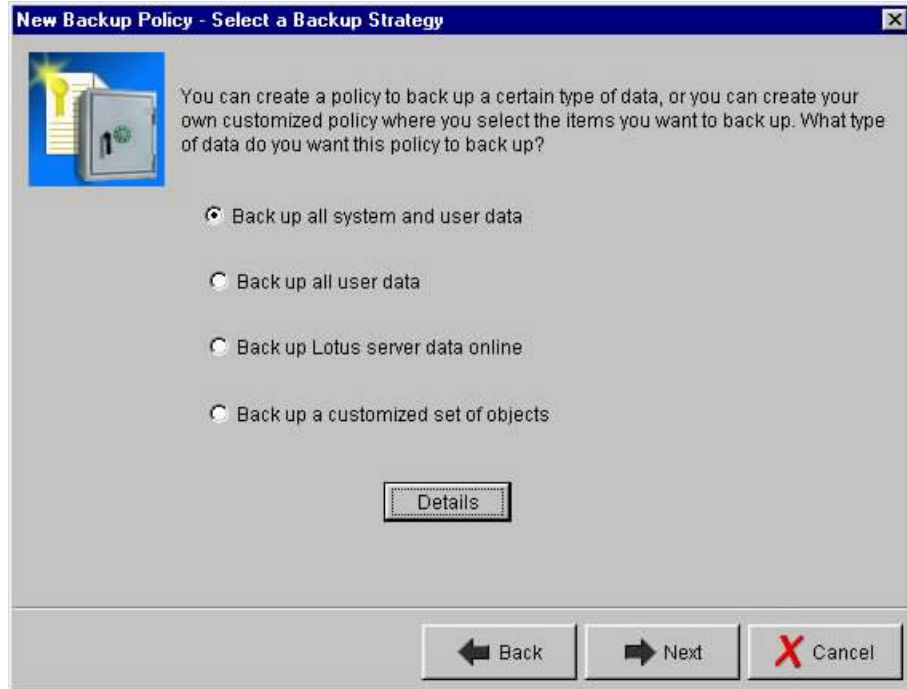 New Backup Policy - Select a Backup Strategy
You can create a policy to back up a certain type of data, or you can create your
own customized policy where you select the items you want to back up. What type
of data do you want this policy to back up?
Back up all system and user data
Back up all user data
Back up Lotus server data online
Back up a customized set of objects
Details
Back
Next
Cancel